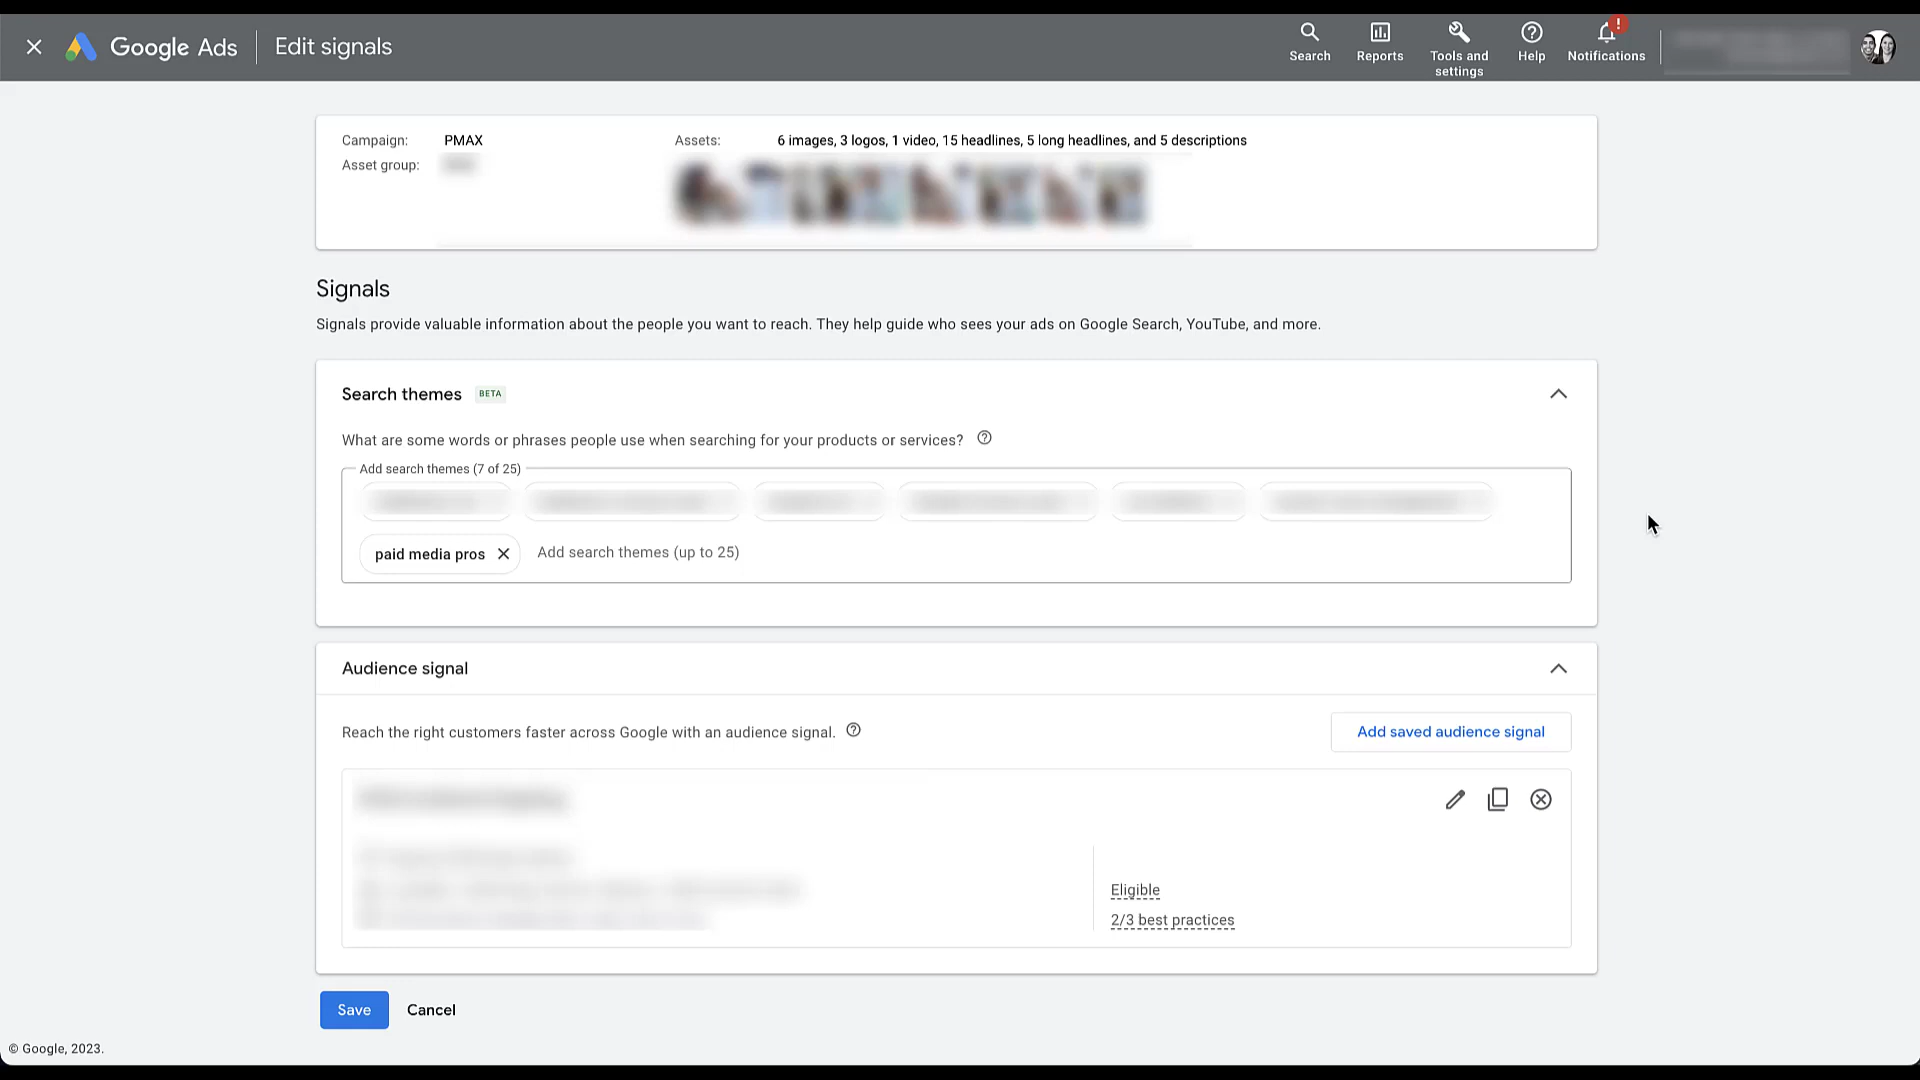 Google Ads
Edit signals
Search
Reports
Tools and
settings
Help
!
Notifications
Campaign:
PMAX
Assets:
6 images, 3 logos, 1 video, 15 headlines, 5 long headlines, and 5 descriptions
Asset group:
Signals
Signals provide valuable information about the people you want to reach. They help guide who sees your ads on Google Search, YouTube, and more.
Search themes
BETA
What are some words or phrases people use when searching for your products or services?
Add search themes (7 of 25)
paid media pros
Add search themes (up to 25)
Audience signal
Reach the right customers faster across Google with an audience signal.
Add saved audience signal
Eligible
2/3 best practices
Save
Cancel
© Google, 2023.